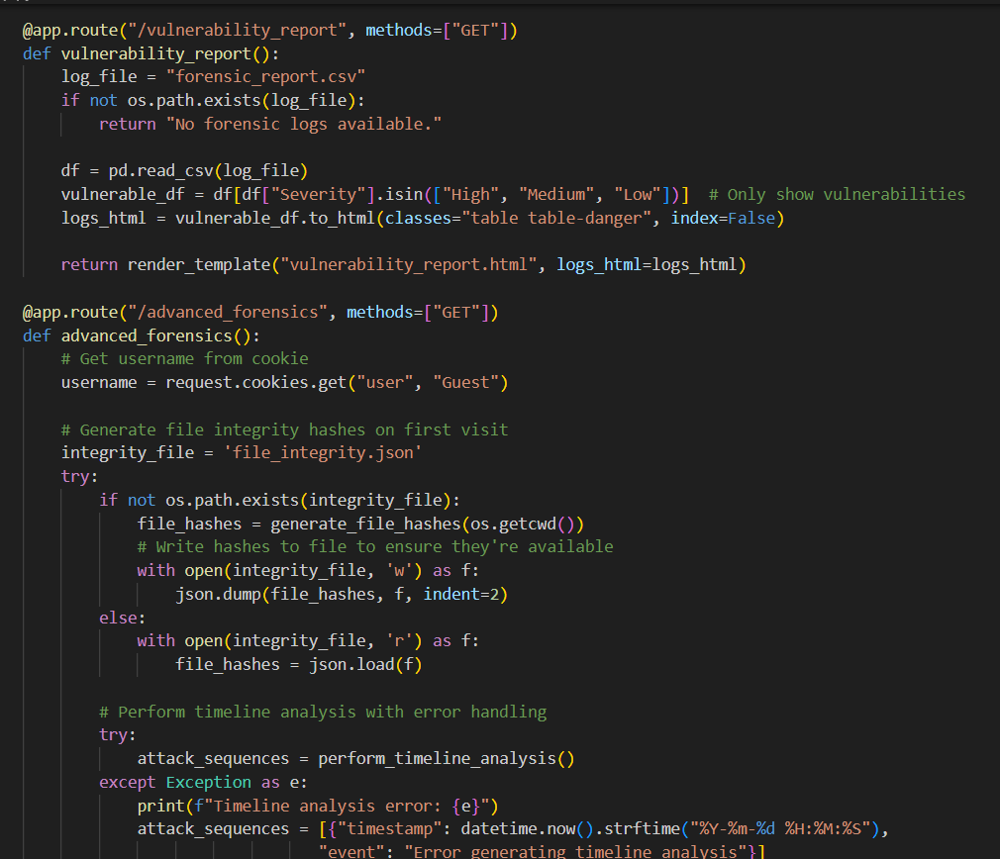 @app.route("/vulnerability_report", methods=["GET"])
def vulnerability_report():
    log_file = "forensic_report.csv"
    if not os.path.exists(log_file):
        return "No forensic logs available."

    df = pd.read_csv(log_file)
    vulnerable_df = df[df["Severity"].isin(["High", "Medium", "Low"])]  # Only show vulnerabilities
    logs_html = vulnerable_df.to_html(classes="table table-danger", index=False)

    return render_template("vulnerability_report.html", logs_html=logs_html)

@app.route("/advanced_forensics", methods=["GET"])
def advanced_forensics():
    # Get username from cookie
    username = request.cookies.get("user", "Guest")

    # Generate file integrity hashes on first visit
    integrity_file = 'file_integrity.json'
    try:
        if not os.path.exists(integrity_file):
            file_hashes = generate_file_hashes(os.getcwd())
            # Write hashes to file to ensure they're available
            with open(integrity_file, 'w') as f:
                json.dump(file_hashes, f, indent=2)
        else:
            with open(integrity_file, 'r') as f:
                file_hashes = json.load(f)

        # Perform timeline analysis with error handling
        try:
            attack_sequences = perform_timeline_analysis()
        except Exception as e:
            print(f"Timeline analysis error: {e}")
            attack_sequences = [{"timestamp": datetime.now().strftime("%Y-%m-%d %H:%M:%S"),
                               "event": "Error generating timeline analysis"}]